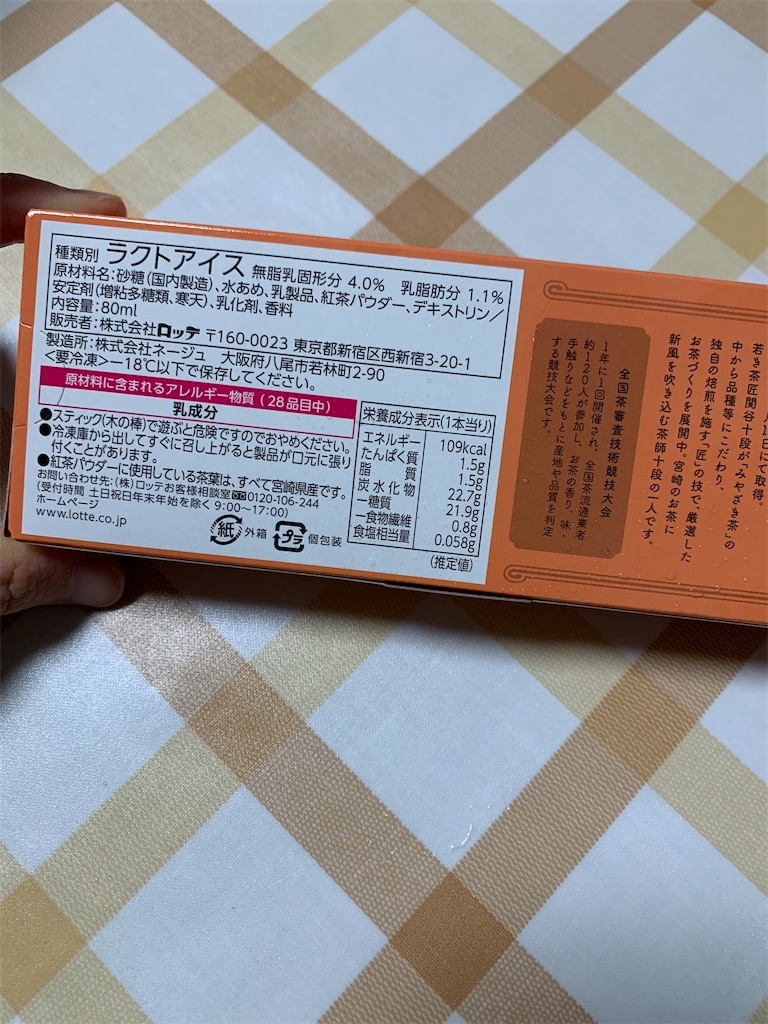 種類別 ラクトアイス 無脂乳固形分 4.0% 乳脂肪分 1.1%
原材料名:砂糖(国内製造)、水あめ、乳製品、紅茶パウダー、デキストリン/
安定剤(増粘多糖類、寒天)、乳化剤、香料
内容量:80ml
販売者:株式会社ロッテ 〒160-0023 東京都新宿区西新宿3-20-1
製造所:株式会社ネージュ 大阪府八尾市若林町2-90
<要冷凍>−18℃以下で保存してください。
原材料に含まれるアレルギー物質(28品目中)
乳成分
●スティック(木の棒)で遊ぶと危険ですのでおやめください。
●冷凍庫から出してすぐに召し上がると製品が口元に張り
付くことがあります。
●紅茶パウダーに使用している茶葉は、すべて宮崎県産です。
お問い合わせ先:(株)ロッテお客様相談室 0120-106-244
(受付時間 土日祝日年末年始を除く 9:00〜17:00)
ホームページ
www.lotte.co.jp
紙 外箱 プラ 個包装
栄養成分表示(1本当り)
エネルギー 109kcal
たんぱく質 1.5g
脂質 1.5g
炭水化物 22.7g
ー糖質 21.9g
ー食物繊維 0.8g
食塩相当量 0.058g
(推定値)
全国茶審査技術競技大会
1年に1回開催され、全国茶流通業者
約120人が参加し、お茶の香り、味・
手触りなどをもとに産地や品質を判定
する競技大会です。
月1日にて取得。
若き茶匠関谷十段が「みやざき茶」の
中から品種等にこだわり、
独自の焙煎を施す「匠」の技で、厳選した
お茶づくりを展開中。宮崎のお茶に
新風を吹き込む茶師十段の一人です。